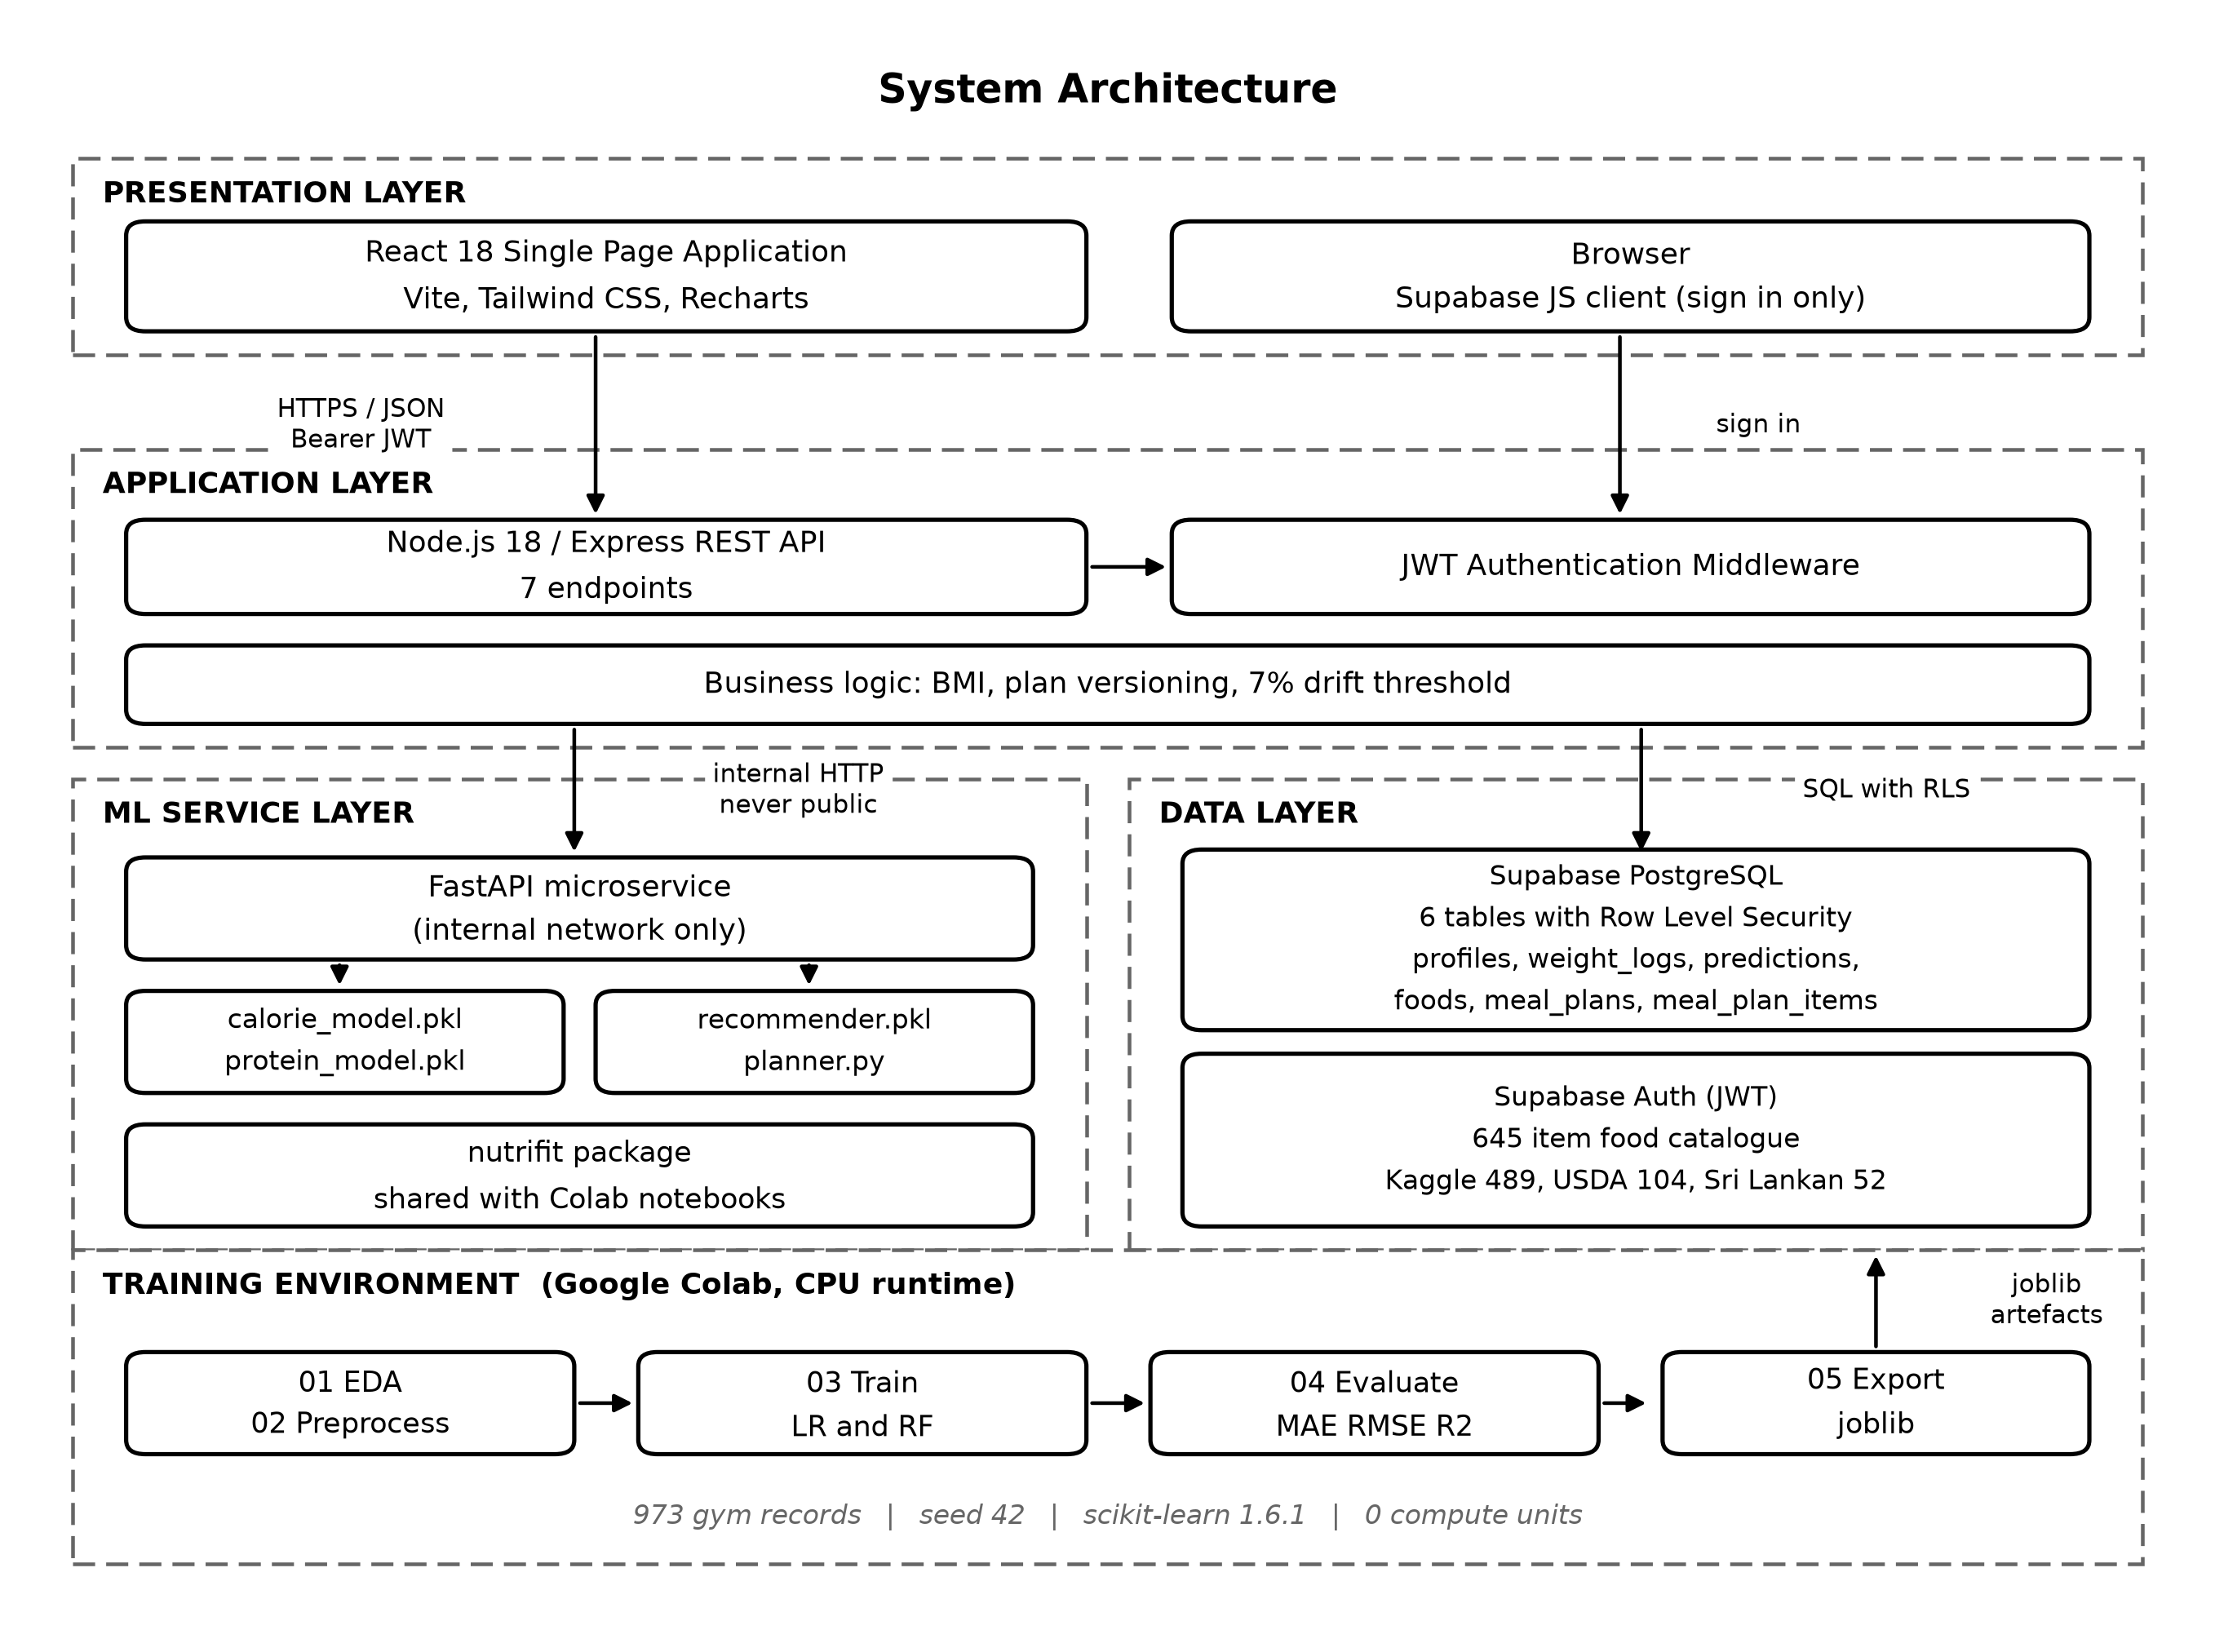 System Architecture
PRESENTATION LAYER
React 18 Single Page Application
Vite, Tailwind CSS, Recharts
Browser
Supabase JS client (sign in only)
HTTPS / JSON
Bearer JWT
sign in
APPLICATION LAYER
Node.js 18 / Express REST API
7 endpoints
JWT Authentication Middleware
Business logic: BMI, plan versioning, 7% drift threshold
internal HTTP
never public
SQL with RLS
ML SERVICE LAYER
FastAPI microservice
(internal network only)
calorie_model.pkl
protein_model.pkl
recommender.pkl
planner.py
nutrifit package
shared with Colab notebooks
DATA LAYER
Supabase PostgreSQL
6 tables with Row Level Security
profiles, weight_logs, predictions,
foods, meal_plans, meal_plan_items
Supabase Auth (JWT)
645 item food catalogue
Kaggle 489, USDA 104, Sri Lankan 52
TRAINING ENVIRONMENT (Google Colab, CPU runtime)
joblib
artefacts
01 EDA
02 Preprocess
03 Train
LR and RF
04 Evaluate
MAE RMSE R2
05 Export
joblib
973 gym records | seed 42 | scikit-learn 1.6.1 | 0 compute units